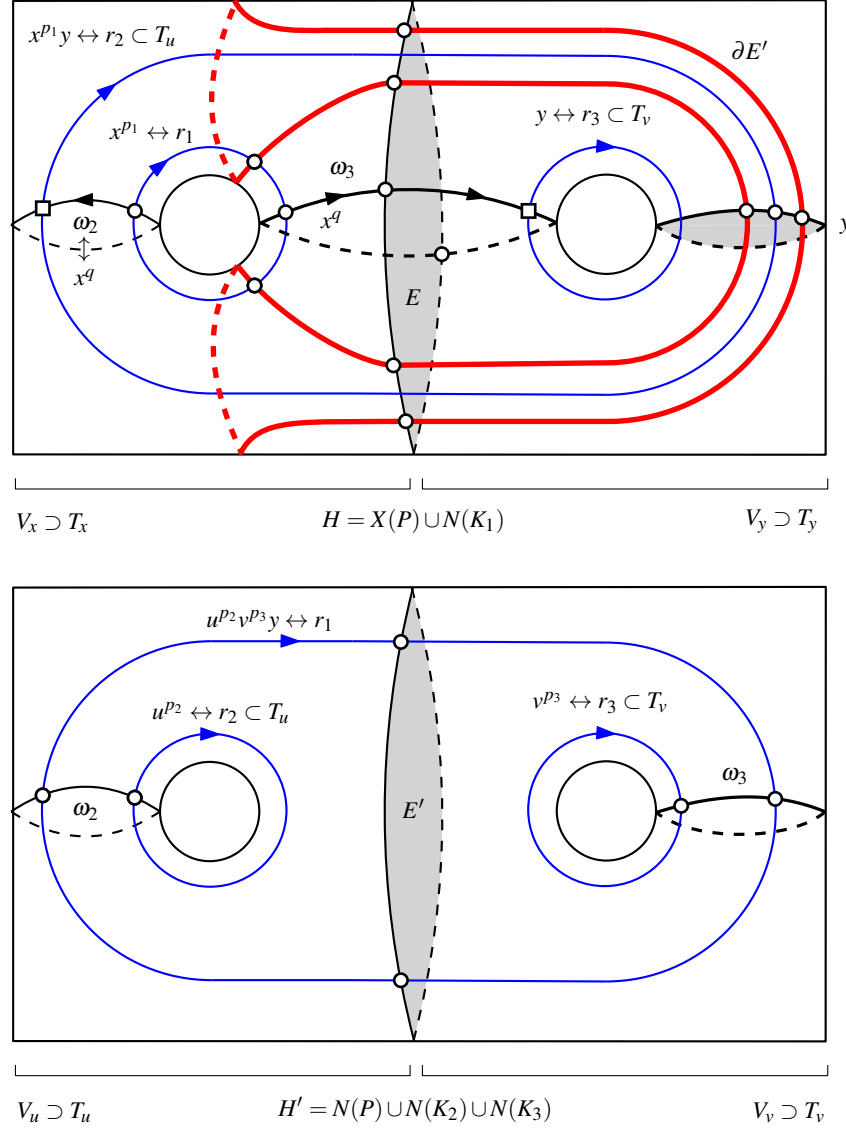 x^{p_1}y ↔ r_2 ⊂ T_u
∂E′
x^{p_1} ↔ r_1
y ↔ r_3 ⊂ T_v
ω_3
ω_2
x^q
y
↕
x^q
E
V_x ⊃ T_x
H = X(P) ∪ N(K_1)
V_y ⊃ T_y
u^{p_2}v^{p_3}y ↔ r_1
u^{p_2} ↔ r_2 ⊂ T_u
v^{p_3} ↔ r_3 ⊂ T_v
ω_3
ω_2
E′
V_u ⊃ T_u
H′ = N(P) ∪ N(K_2) ∪ N(K_3)
V_v ⊃ T_v